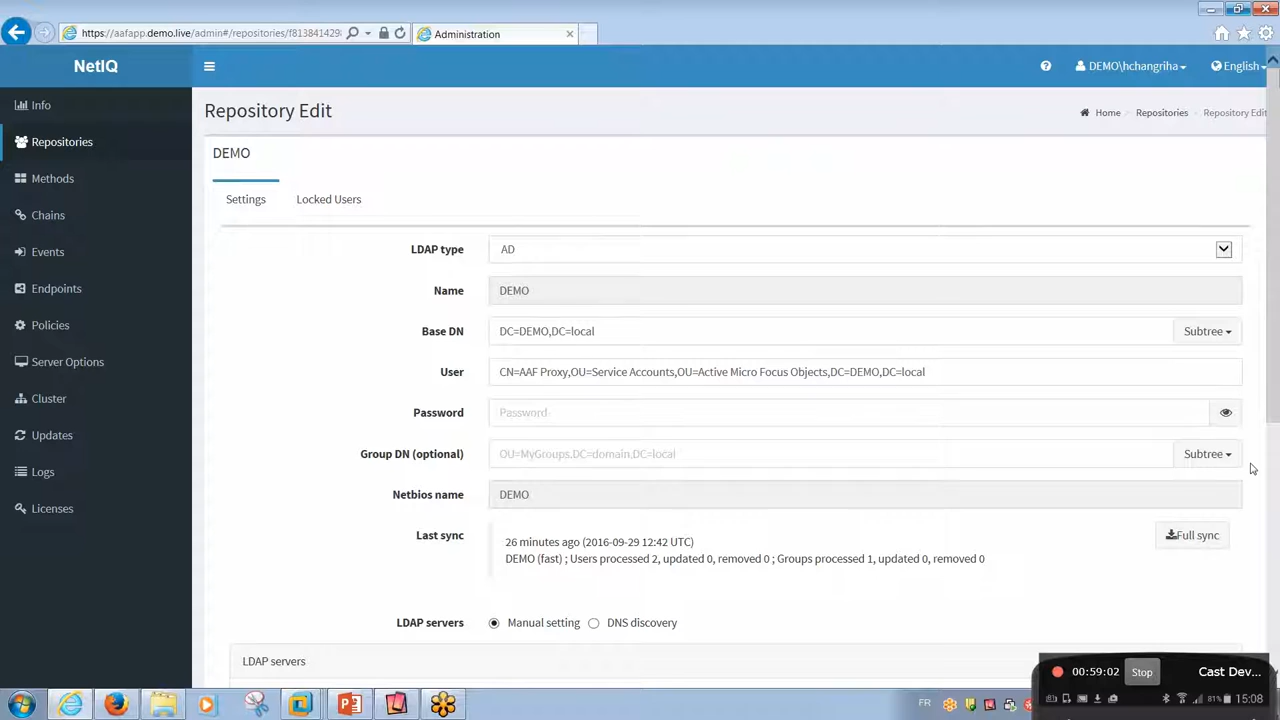 https://aafapp.demo.live/admin#/repositories/f8138414298
Administration
NetIQ
DEMO\hchangriha
English
Info
Repositories
Methods
Chains
Events
Endpoints
Policies
Server Options
Cluster
Updates
Logs
Licenses
Repository Edit
Home
Repositories
Repository Edit
DEMO
Settings
Locked Users
LDAP type
AD
Name
DEMO
Base DN
DC=DEMO,DC=local
Subtree
User
CN=AAF Proxy,OU=Service Accounts,OU=Active Micro Focus Objects,DC=DEMO,DC=local
Password
Password
Group DN (optional)
OU=MyGroups,DC=domain,DC=local
Subtree
Netbios name
DEMO
Last sync
26 minutes ago (2016-09-29 12:42 UTC)
DEMO (fast) ; Users processed 2, updated 0, removed 0 ; Groups processed 1, updated 0, removed 0
Full sync
LDAP servers
Manual setting
DNS discovery
LDAP servers
00:59:02
Stop
Cast Dev...
81%
15:08
FR